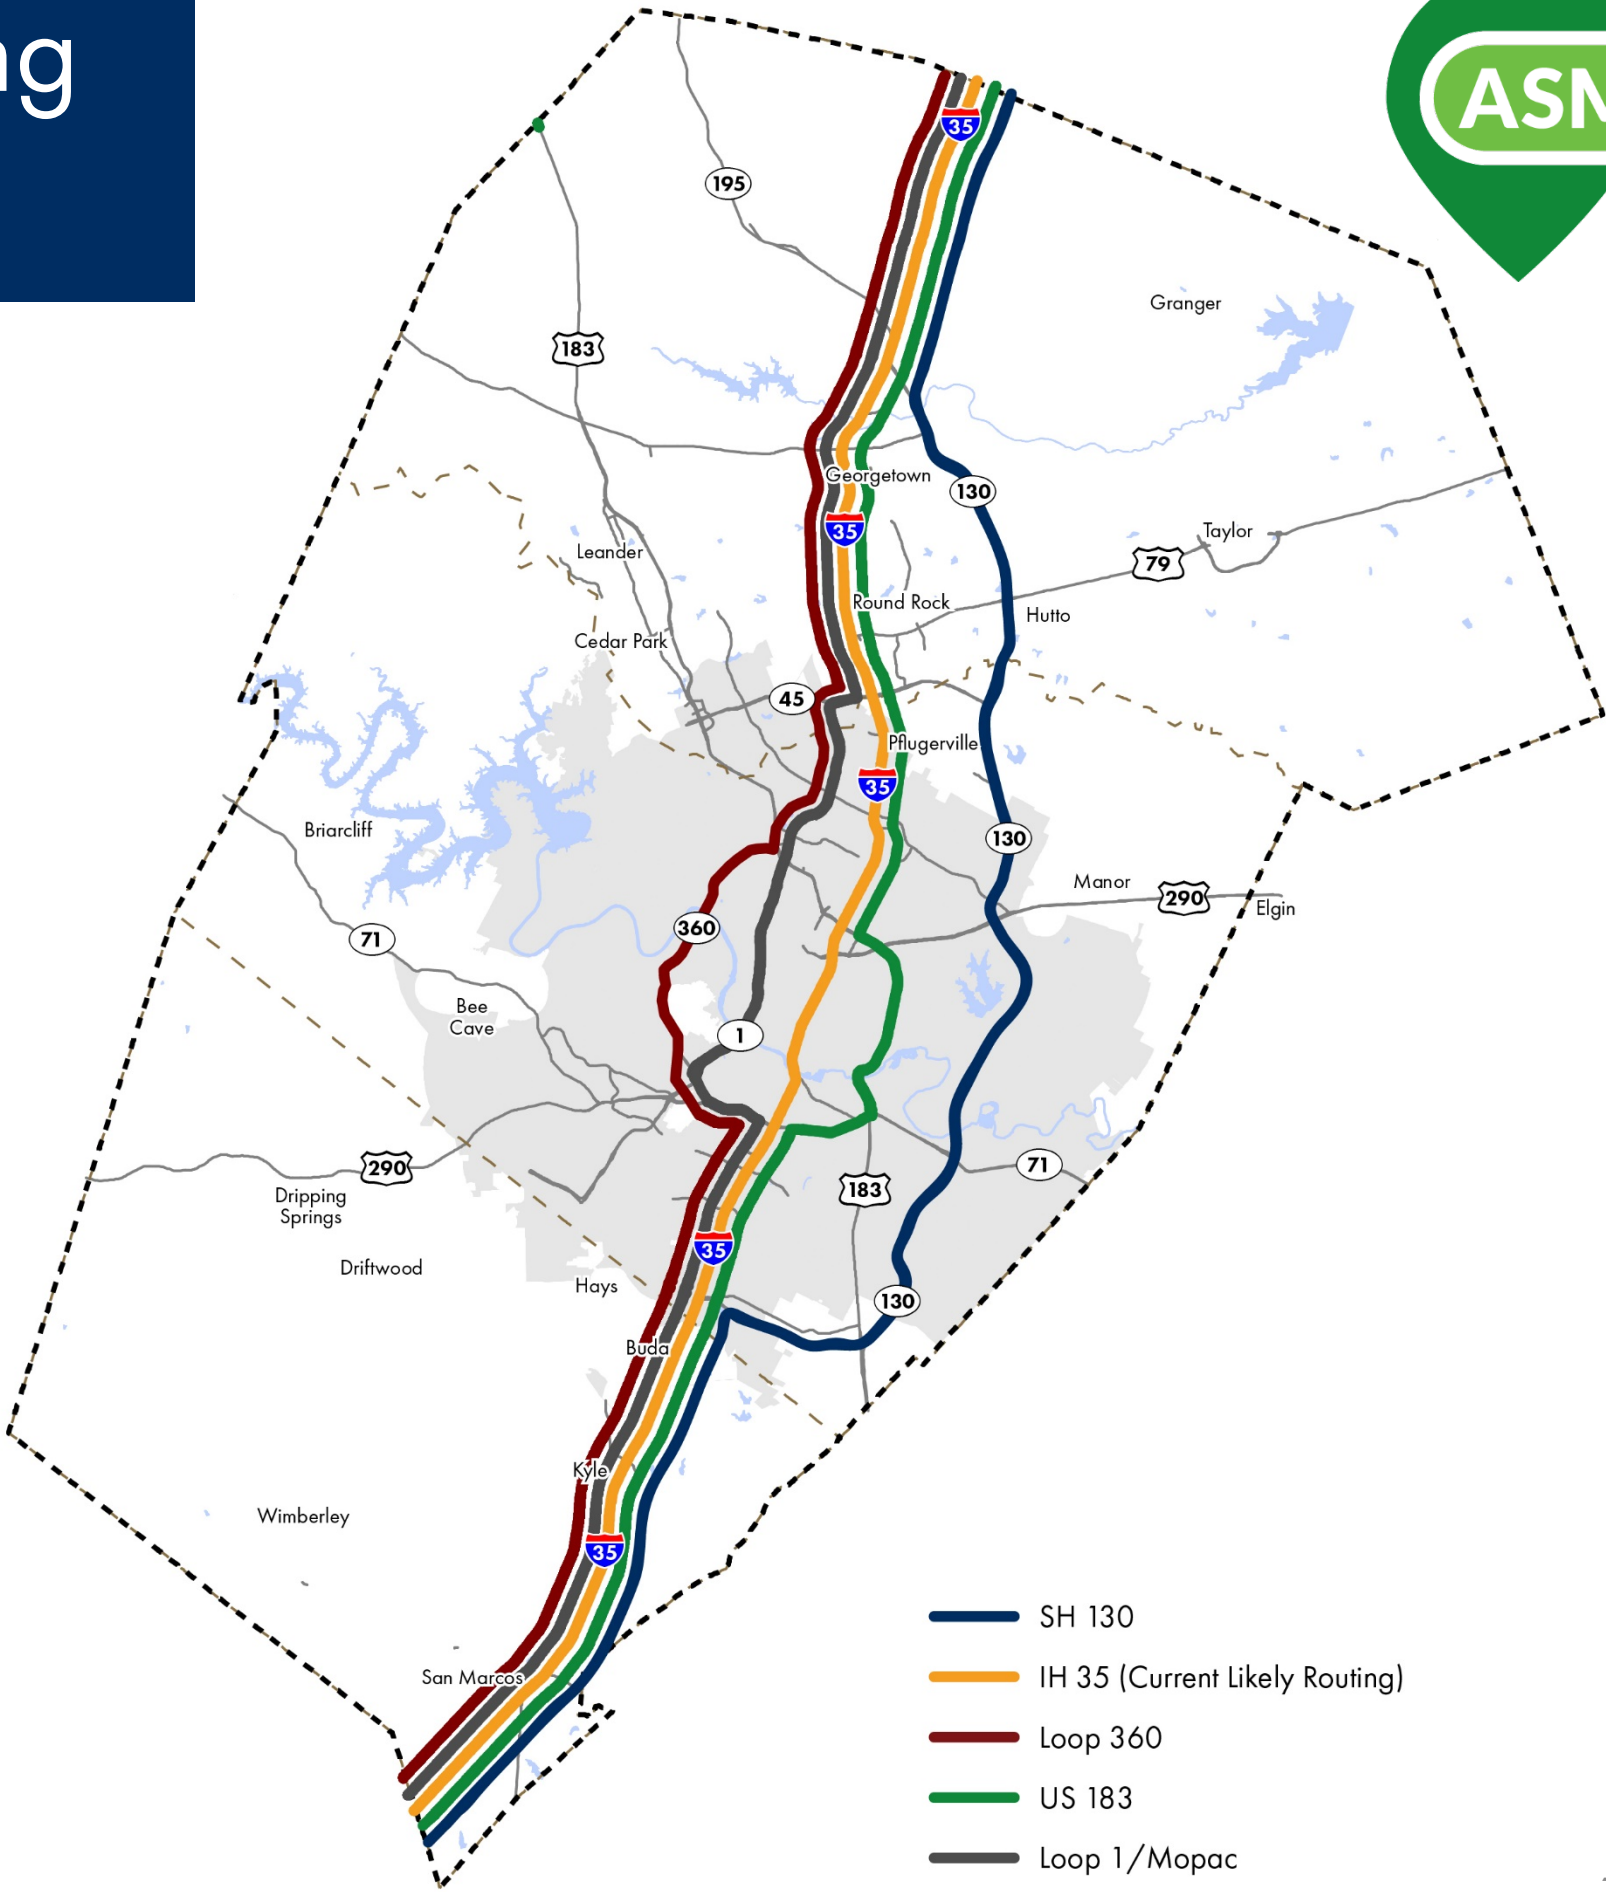 ng
ASM
35
195
Granger
183
Georgetown
130
35
Taylor
79
Leander
Round Rock
Hutto
Cedar Park
45
Pflugerville
35
Briarcliff
130
Manor
290
Elgin
360
71
Bee
Cave
1
71
290
183
Dripping
Springs
35
Driftwood
Hays
130
Buda
Kyle
Wimberley
35
San Marcos
SH 130
IH 35 (Current Likely Routing)
Loop 360
US 183
Loop 1/Mopac